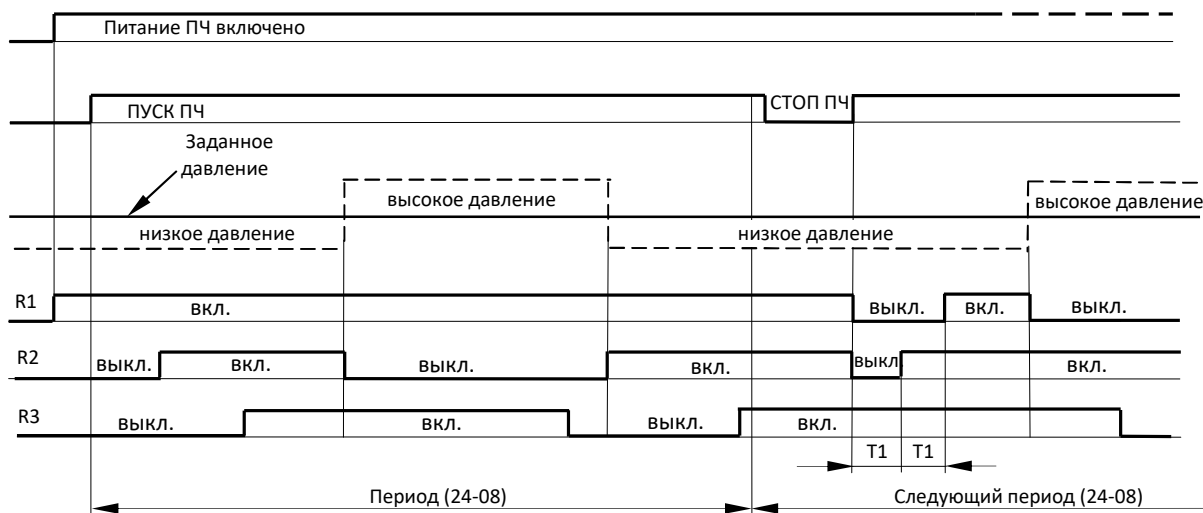 Питание ПЧ включено
ПУСК ПЧ
СТОП ПЧ
Заданное
давление
высокое давление
высокое давление
низкое давление
низкое давление
R1
вкл.
выкл.
вкл.
выкл.
R2
выкл.
вкл.
выкл.
вкл.
выкл
вкл.
R3
выкл.
вкл.
выкл.
вкл.
T1
T1
Период (24-08)
Следующий период (24-08)